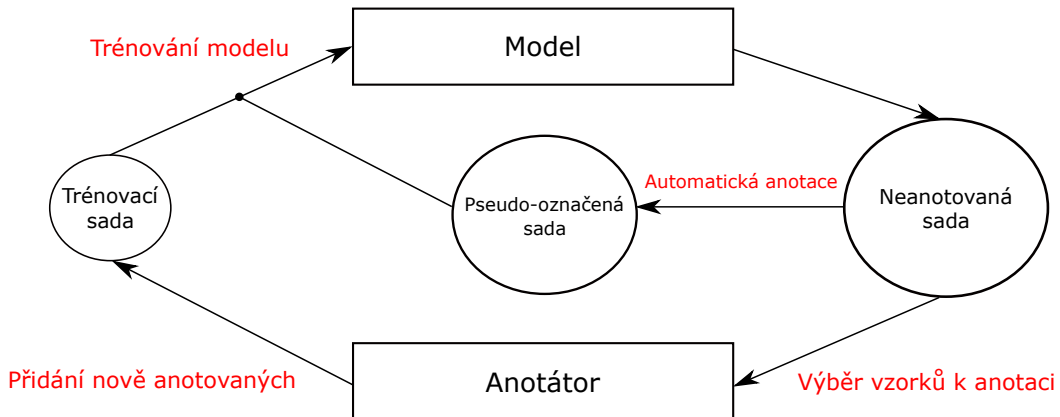 Trénování modelu
Model
Trénovací
sada
Pseudo-označená
sada
Automatická anotace
Neanotovaná
sada
Přidání nově anotovaných
Anotátor
Výběr vzorků k anotaci